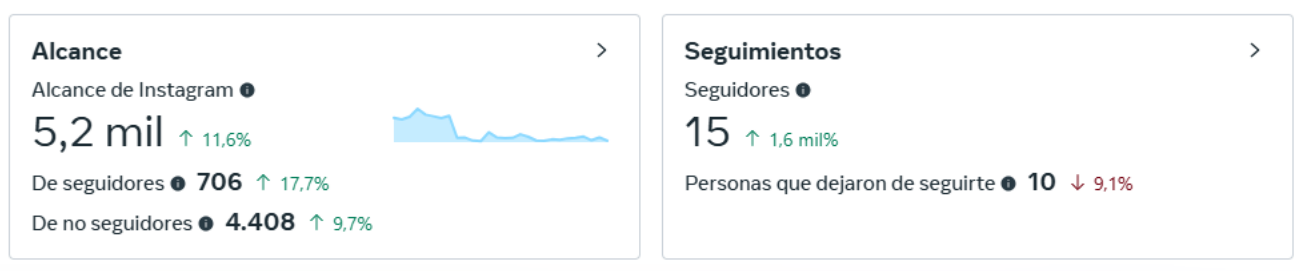 Alcance
Alcance de Instagram
5,2 mil ↑ 11,6%
De seguidores 706 ↑ 17,7%
De no seguidores 4.408 ↑ 9,7%
Seguimientos
Seguidores
15 ↑ 1,6 mil%
Personas que dejaron de seguirte 10 ↓ 9,1%